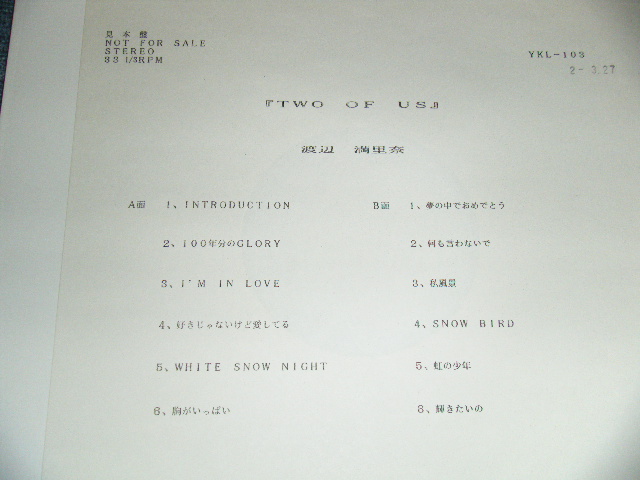 見本盤
NOT FOR SALE
STEREO
33 1/3RPM
YKL-103
2-3.27
『TWO OF US』
渡辺 満里奈
A面 1、INTRODUCTION
2、100年分のGLORY
3、I'M IN LOVE
4、好きじゃないけど愛してる
5、WHITE SNOW NIGHT
6、胸がいっぱい
B面 1、夢の中でおめでとう
2、何も言わないで
3、私風景
4、SNOW BIRD
5、虹の少年
6、輝きたいの